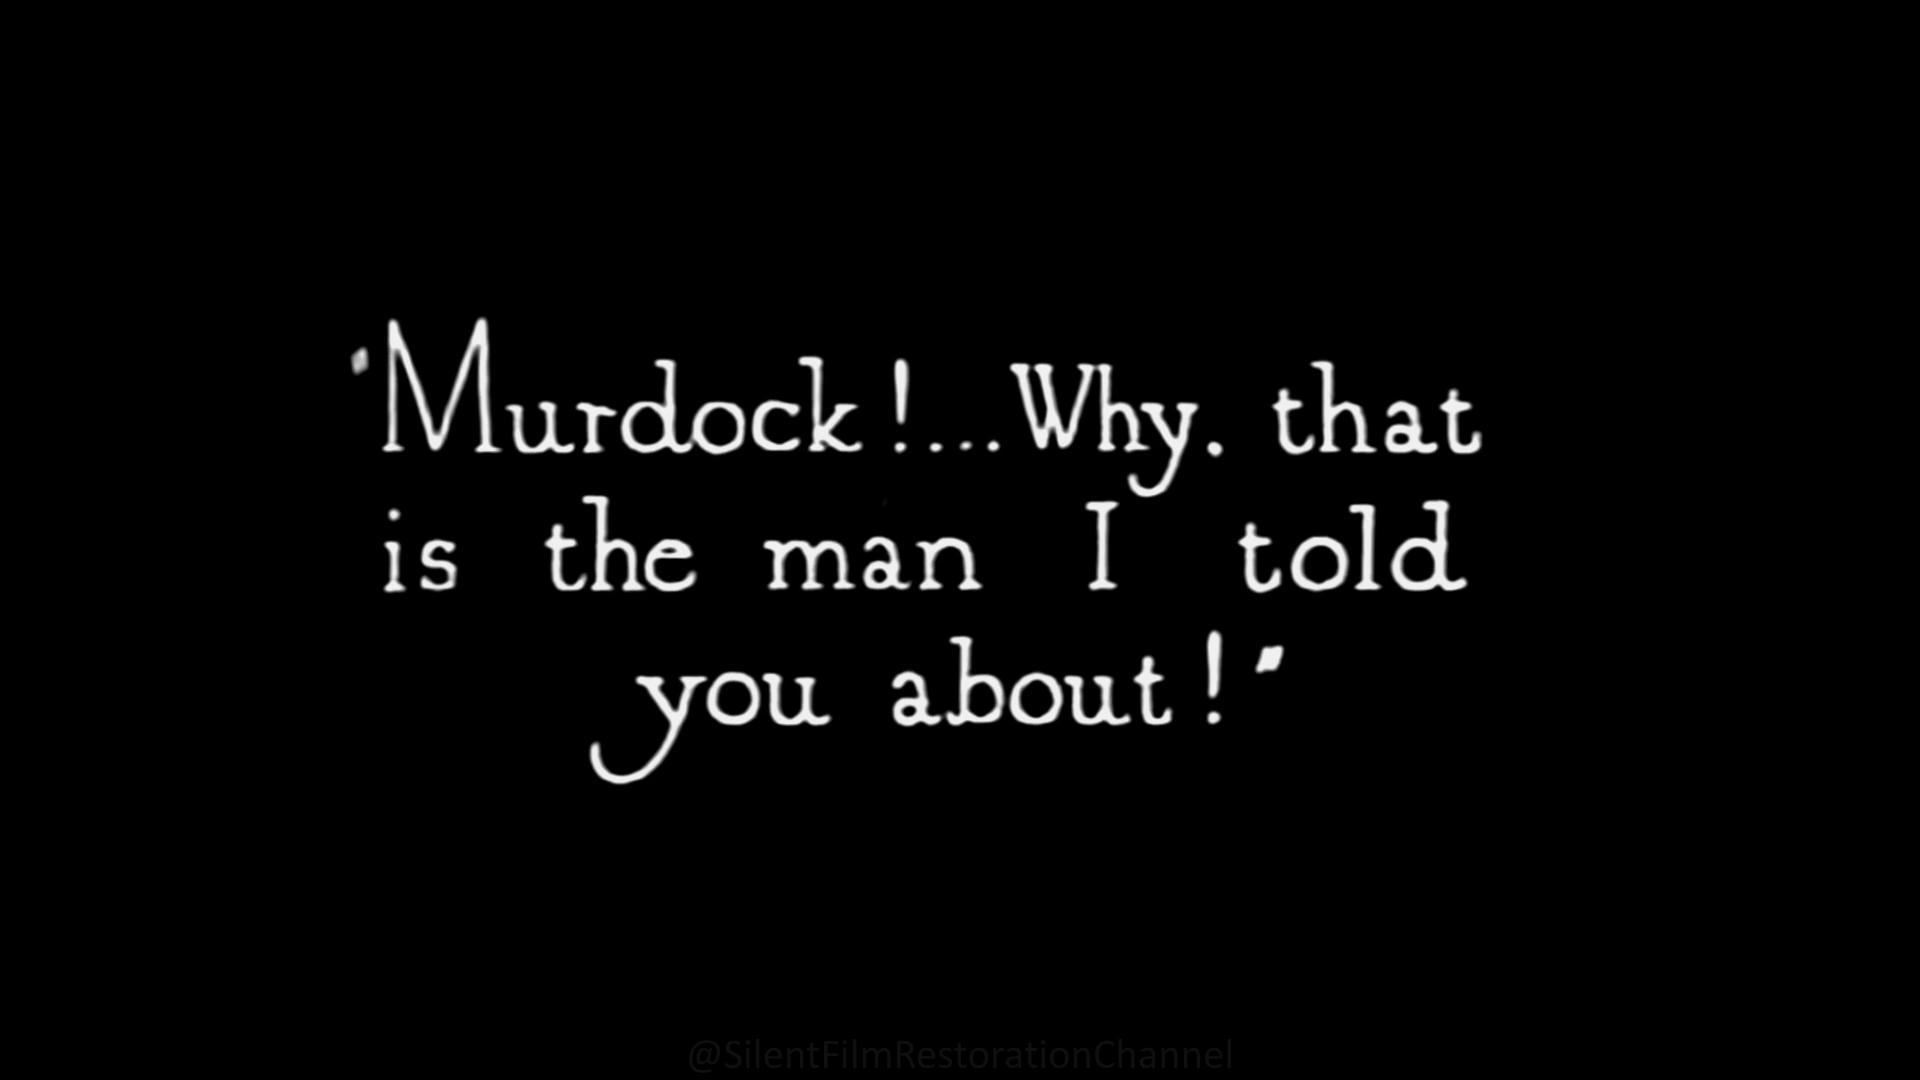 "Murdock!...Why, that
is the man I told
you about!"
@SilentFilmRestorationChannel